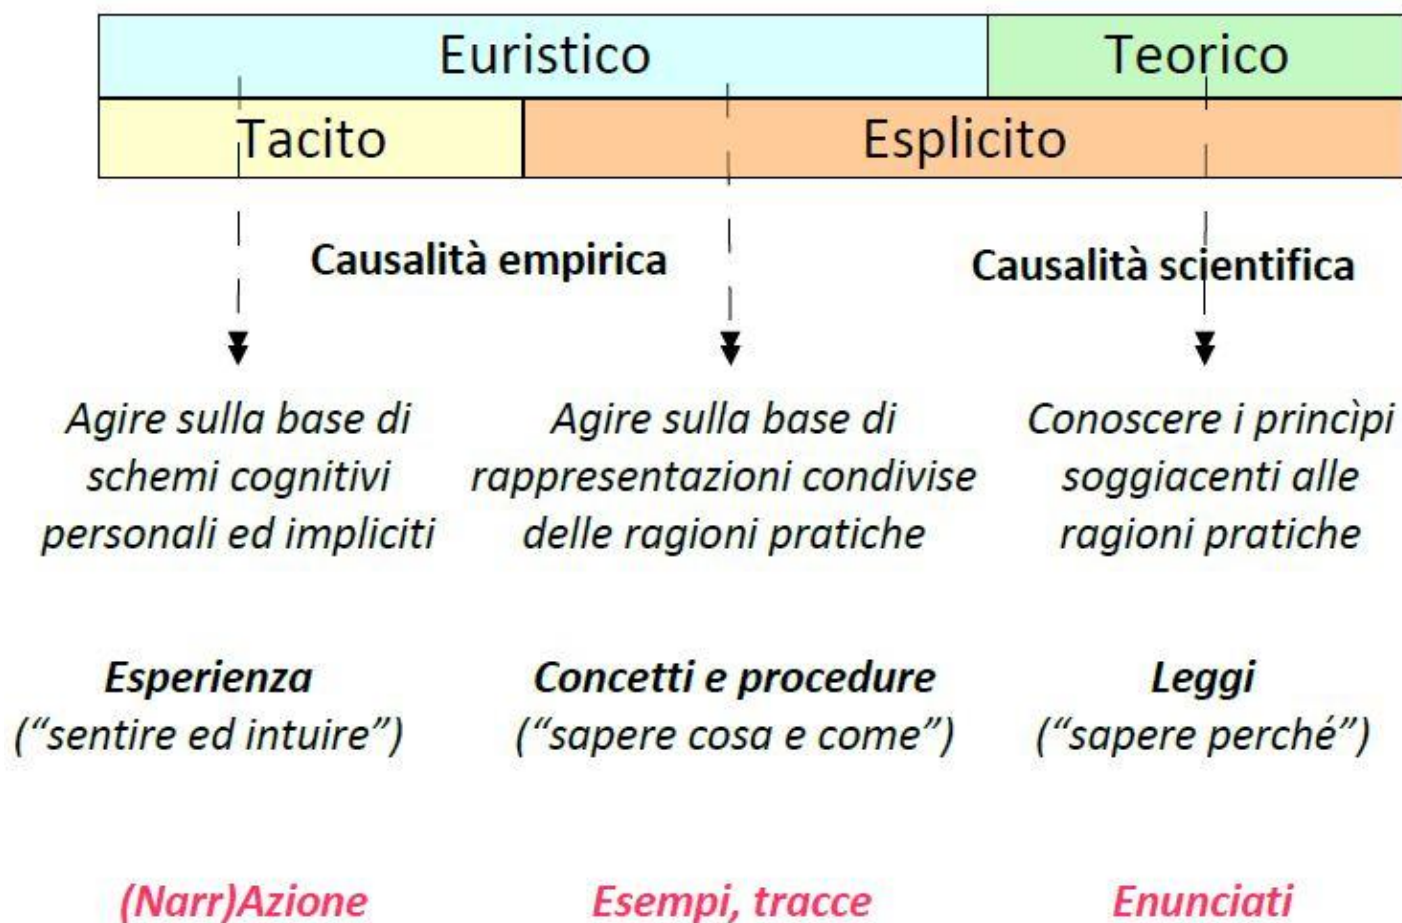 Euristico
Teorico
Tacito
Esplicito
Causalità empirica
Causalità scientifica
Agire sulla base di
schemi cognitivi
personali ed impliciti
Agire sulla base di
rappresentazioni condivise
delle ragioni pratiche
Conoscere i princìpi
soggiacenti alle
ragioni pratiche
Esperienza
(“sentire ed intuire”)
Concetti e procedure
(“sapere cosa e come”)
Leggi
(“sapere perché”)
(Narr)Azione
Esempi, tracce
Enunciati